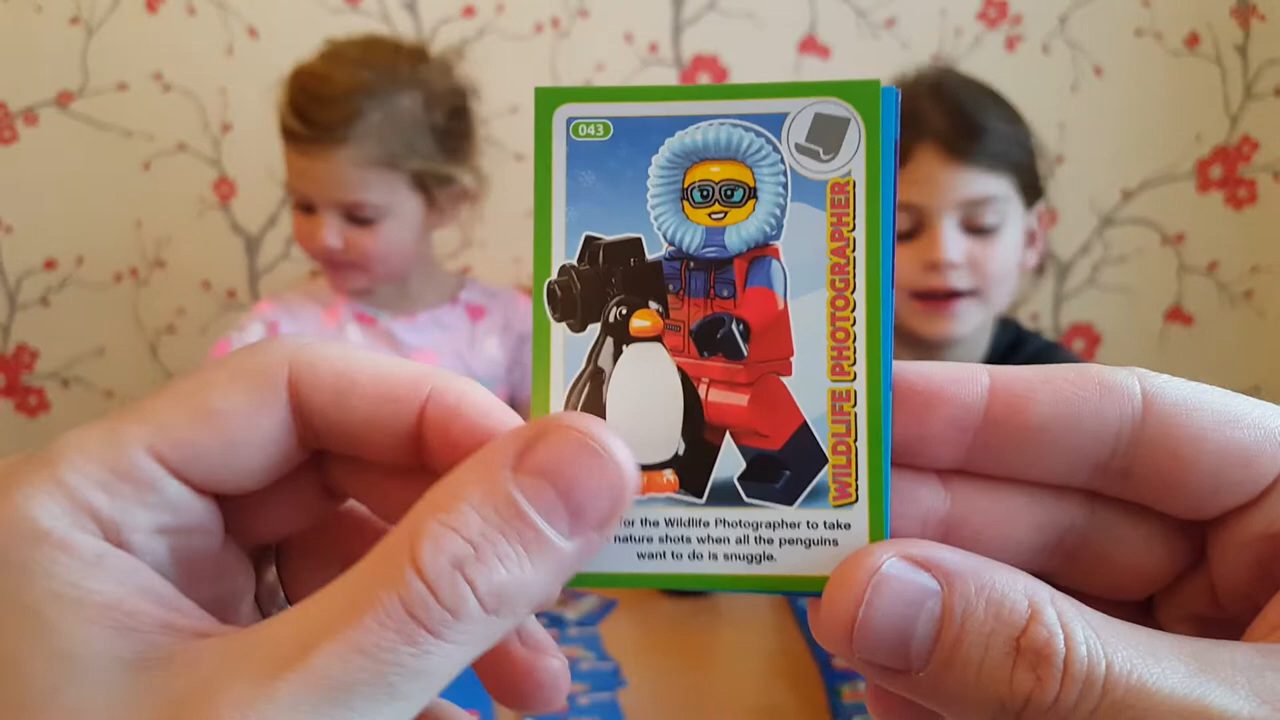 043
WILDLIFE PHOTOGRAPHER
for the Wildlife Photographer to take
nature shots when all the penguins
want to do is snuggle.